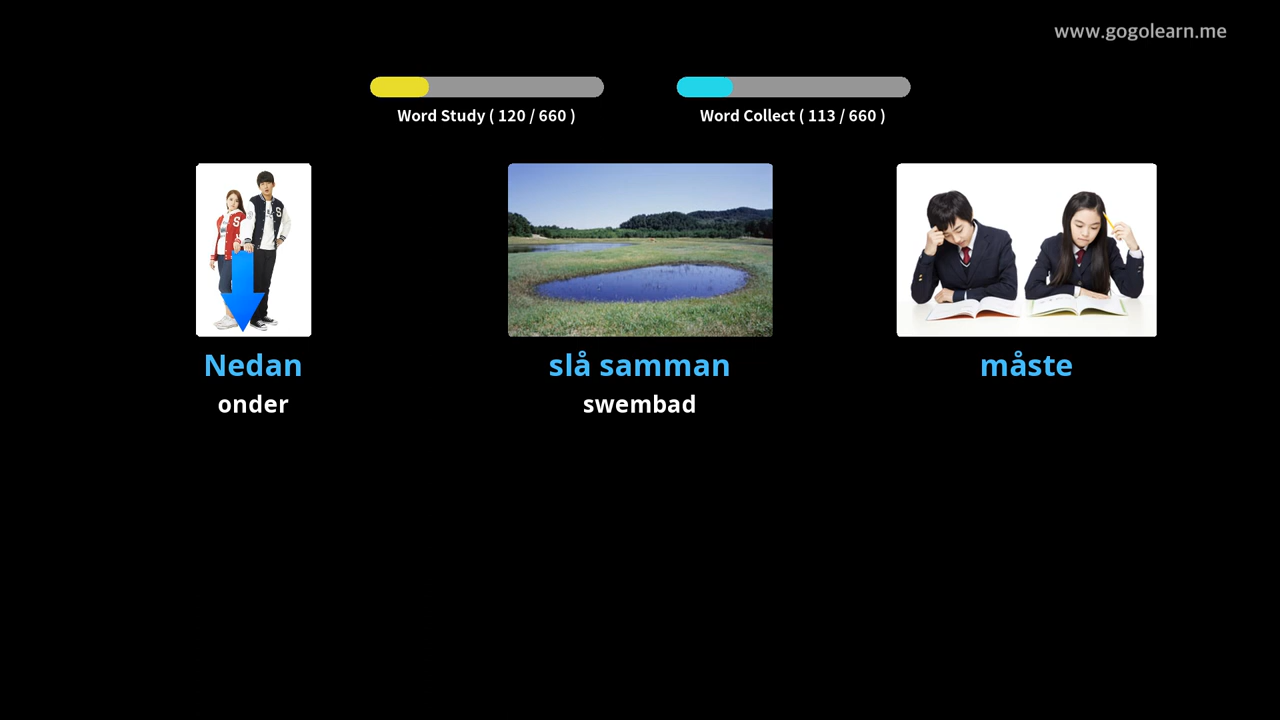 www.gogolearn.me
Word Study ( 120 / 660 )
Word Collect ( 113 / 660 )
Nedan
slå samman
måste
onder
swembad